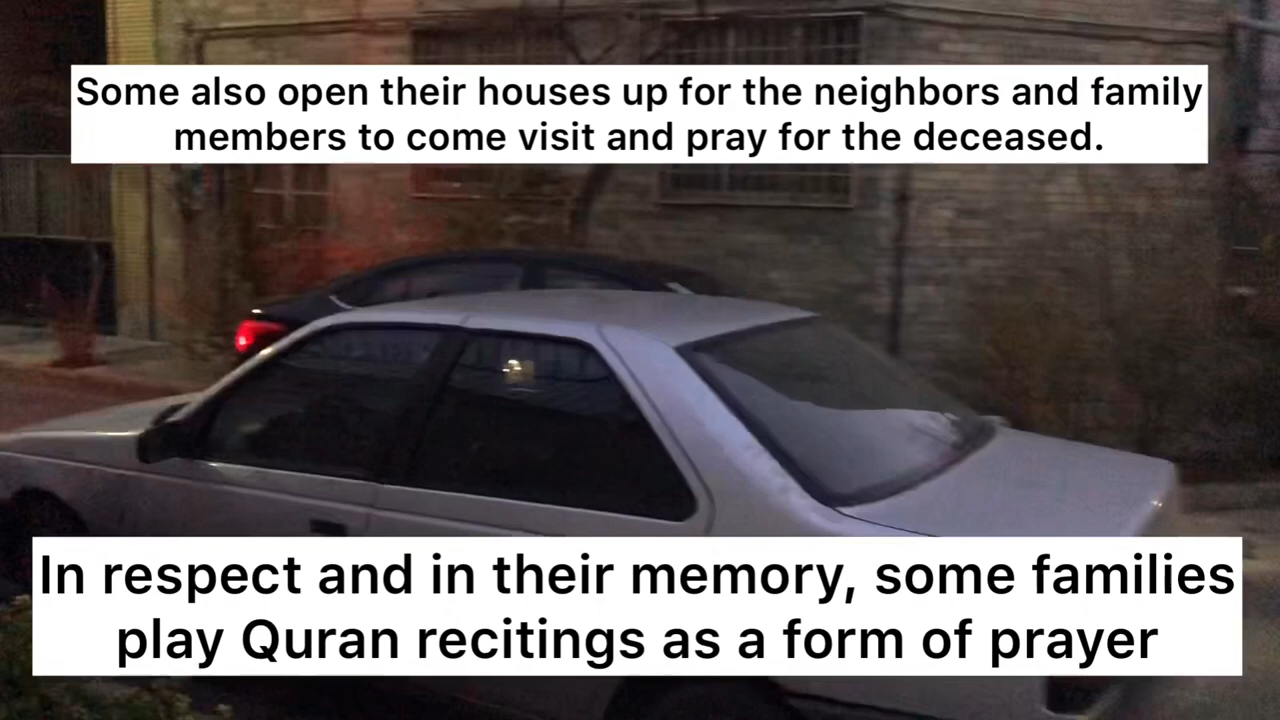 Some also open their houses up for the neighbors and family
members to come visit and pray for the deceased.
In respect and in their memory, some families
play Quran recitings as a form of prayer